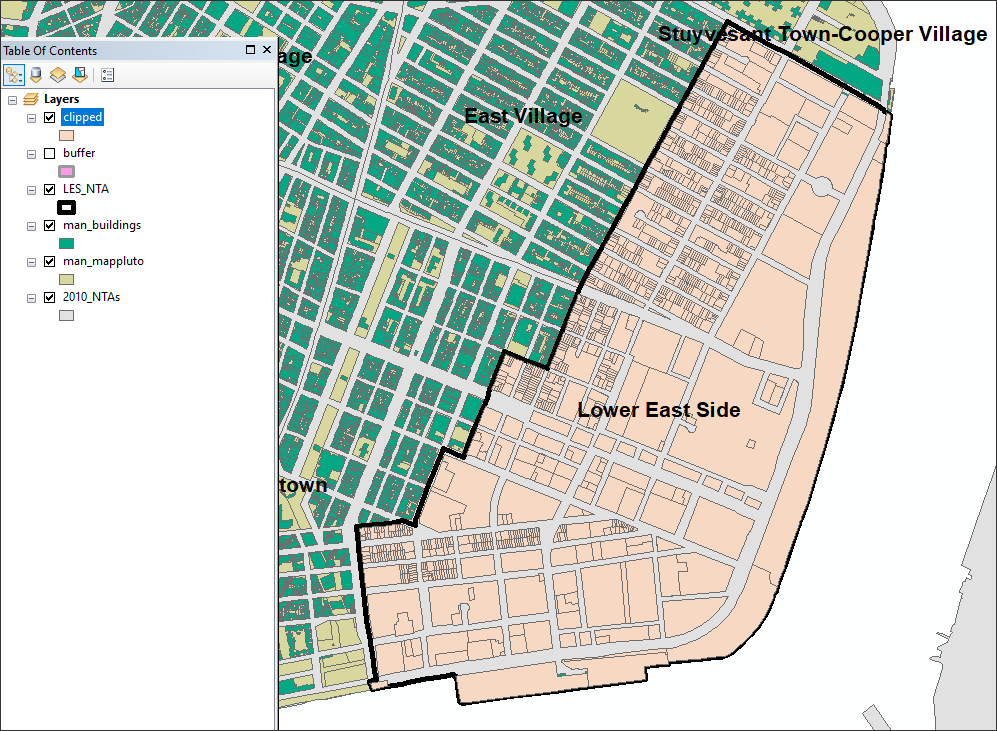 Table Of Contents
Layers
clipped
buffer
LES_NTA
man_buildings
man_mappluto
2010_NTAs
age
Stuyvesant Town-Cooper Village
East Village
Lower East Side
town